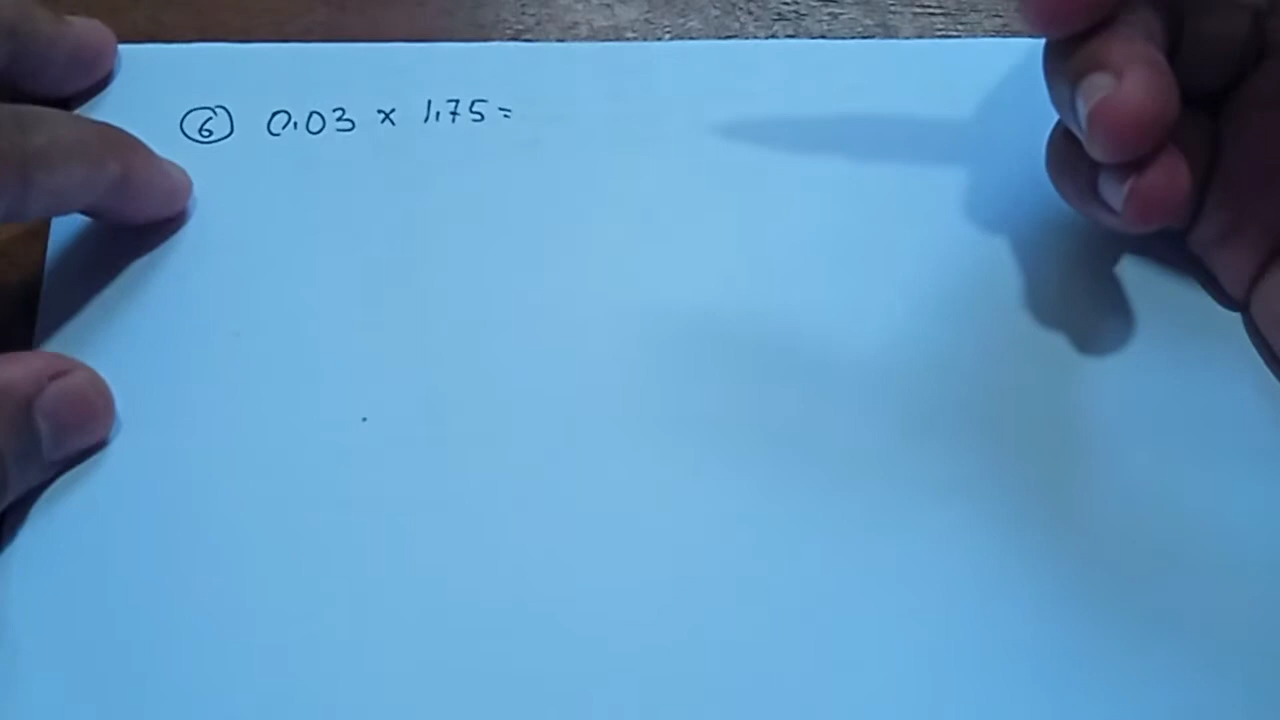 ⑥ 0.03 × 1.75 =